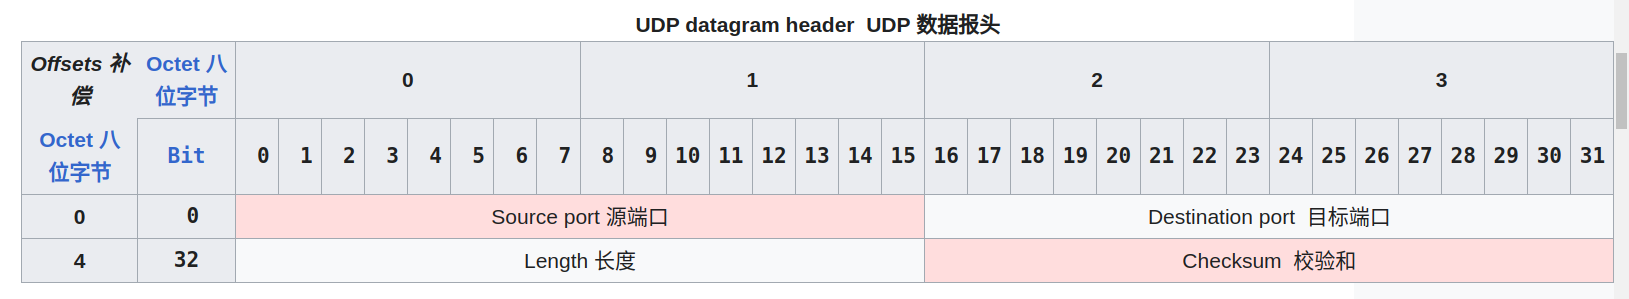 UDP datagram header  UDP 数据报头
Offsets 补偿 Octet 八位字节 0 1 2 3
Octet 八位字节 Bit 0 1 2 3 4 5 6 7 8 9 10 11 12 13 14 15 16 17 18 19 20 21 22 23 24 25 26 27 28 29 30 31
0 0 Source port 源端口 Destination port  目标端口
4 32 Length 长度 Checksum  校验和